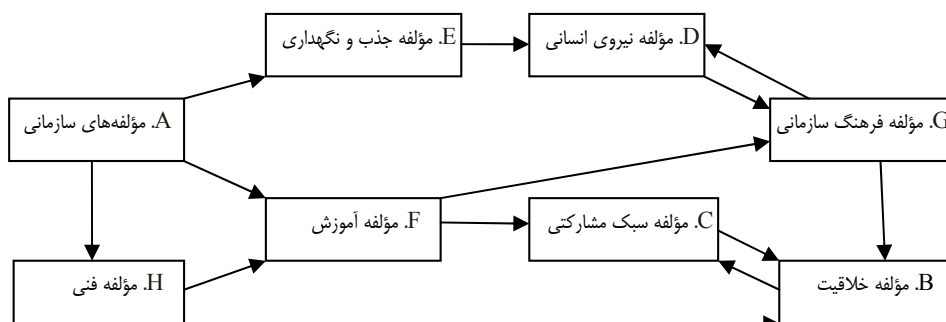 E. مؤلفه جذب و نگهداری
D. مؤلفه نیروی انسانی
A. مؤلفه‌های سازمانی
G. مؤلفه فرهنگ سازمانی
F. مؤلفه آموزش
C. مؤلفه سبک مشارکتی
H. مؤلفه فنی
B. مؤلفه خلاقیت